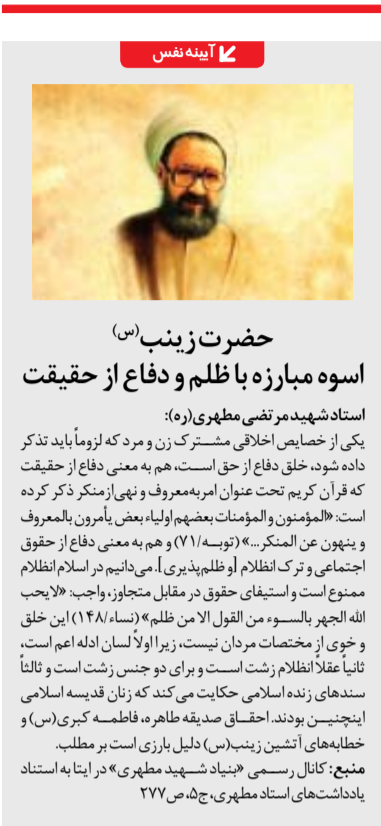 آیینه نفس
حضرت زینب(س)
اسوه مبارزه با ظلم و دفاع از حقیقت
استاد شهید مرتضی مطهری(ره):
یکی از خصایص اخلاقی مشترک زن و مرد که لزوماً باید تذکر
داده شود، خلق دفاع از حق است، هم به معنی دفاع از حقیقت
که قرآن کریم تحت عنوان امربه‌معروف و نهی‌ازمنکر ذکر کرده
است: «المؤمنون و المؤمنات بعضهم اولیاء بعض یأمرون بالمعروف
و ینهون عن المنکر...» (توبه/۷۱) و هم به معنی دفاع از حقوق
اجتماعی و ترک انظلام [و ظلم‌پذیری]. می‌دانیم در اسلام انظلام
ممنوع است و استیفای حقوق در مقابل متجاوز، واجب: «لایحب
الله الجهر بالسوء من القول الا من ظلم» (نساء/۱۴۸) این خلق
و خوی از مختصات مردان نیست، زیرا اولاً لسان ادله اعم است،
ثانیاً عقلاً انظلام زشت است و برای دو جنس زشت است و ثالثاً
سندهای زنده اسلامی حکایت می‌کند که زنان قدیسه اسلامی
اینچنین بودند. احقاق صدیقه طاهره، فاطمه کبری(س) و
خطابه‌های آتشین زینب(س) دلیل بارزی است بر مطلب.
منبع: کانال رسمی «بنیاد شهید مطهری» در ایتا به استناد
یادداشت‌های استاد مطهری، ج۵، ص۲۷۷